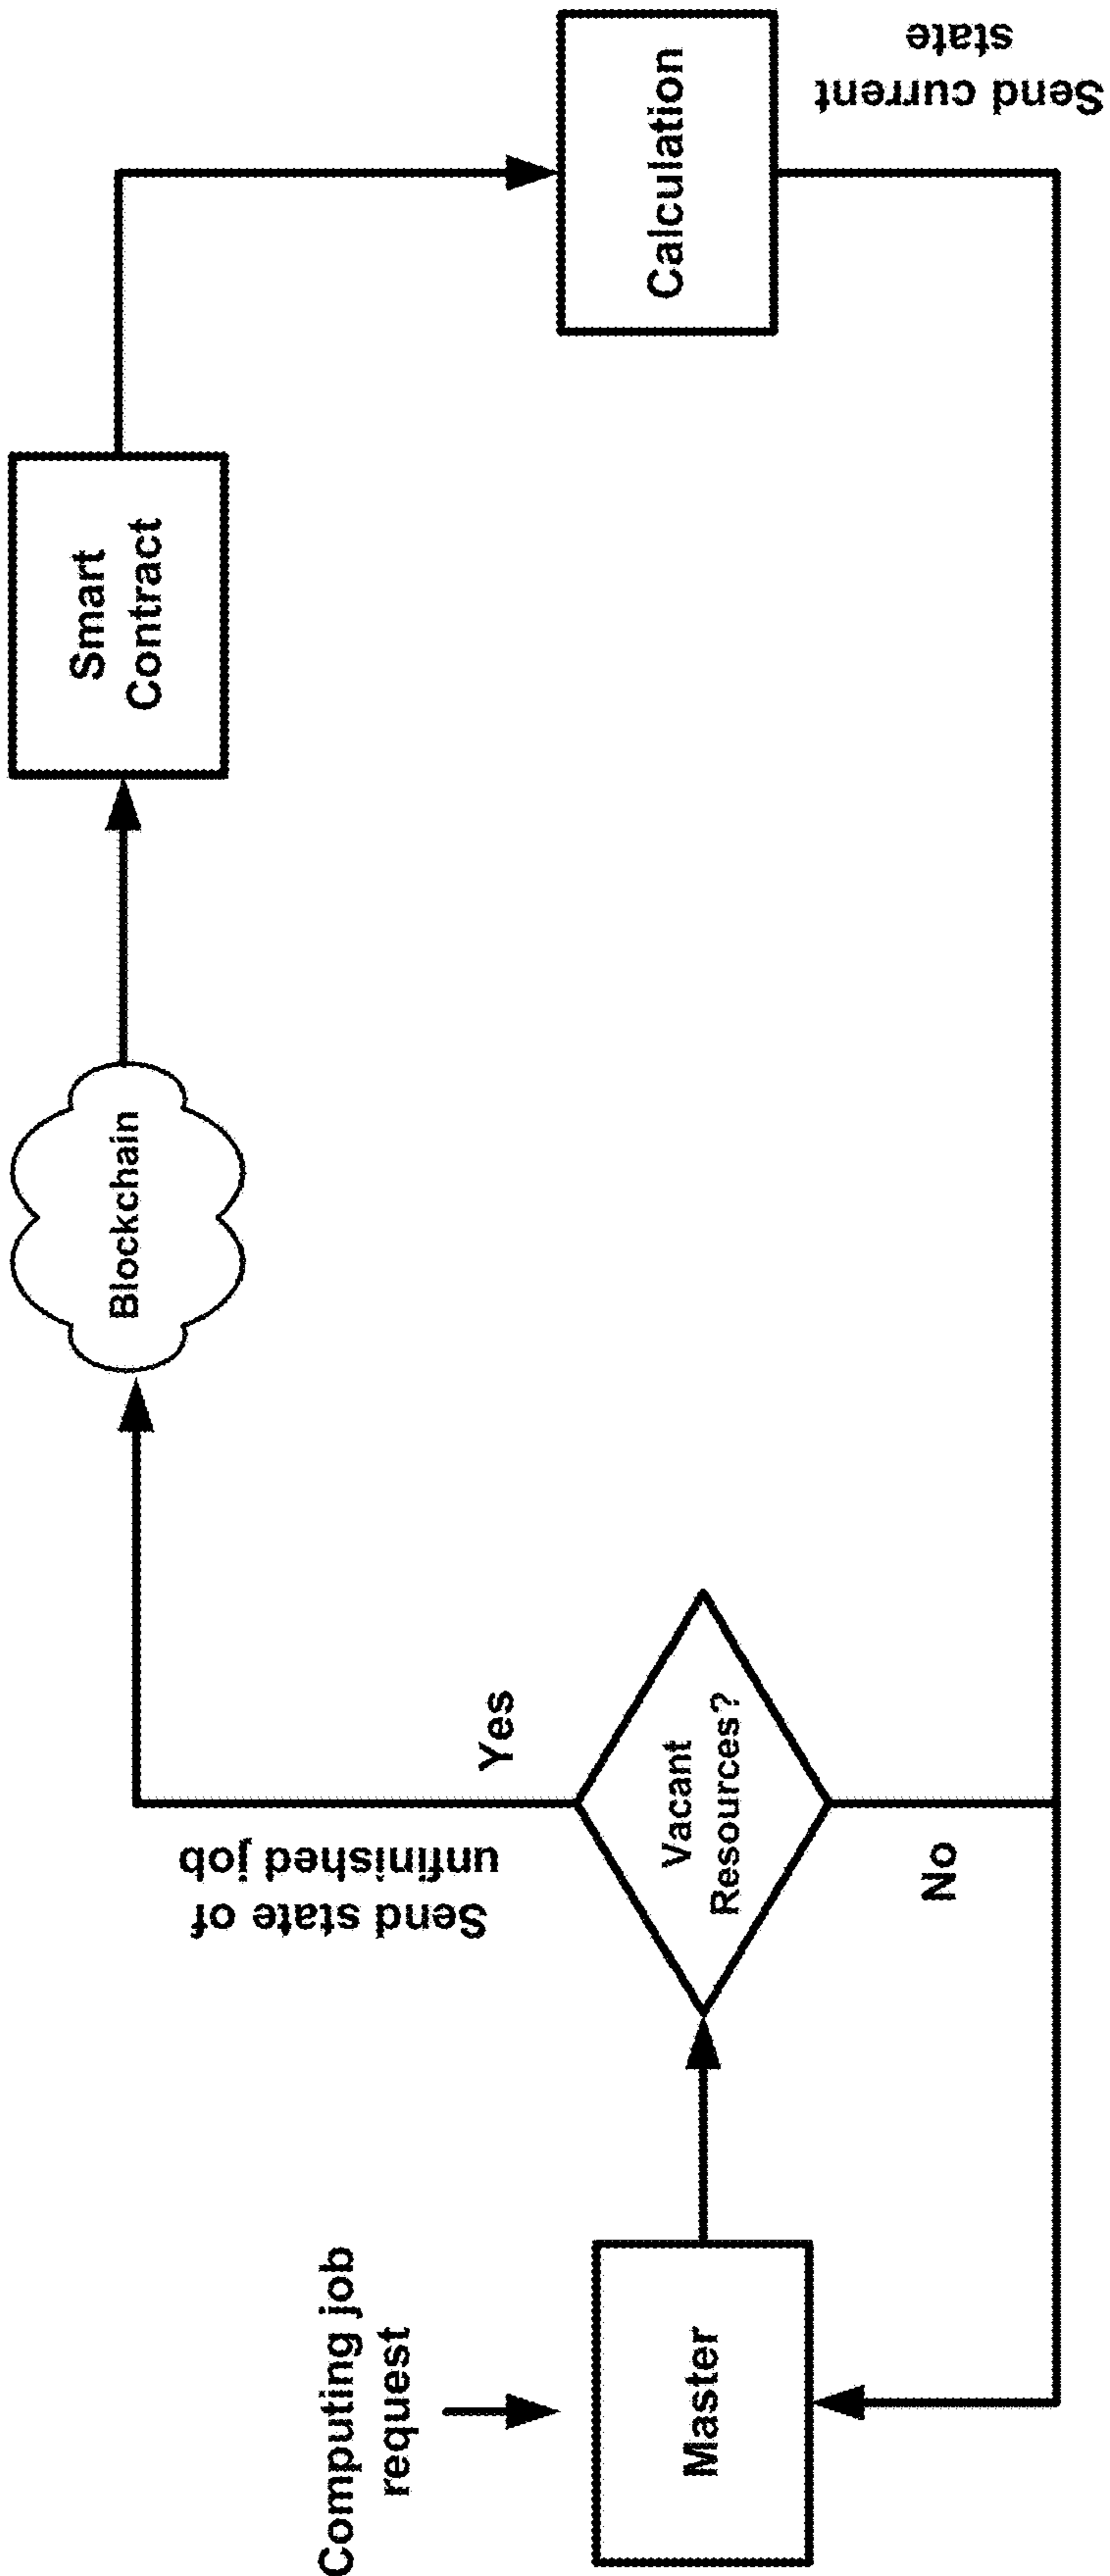 Computing job
request
Master
Vacant
Resources?
Yes
No
Send state of
unfinished job
Blockchain
Smart
Contract
Calculation
Send current
state